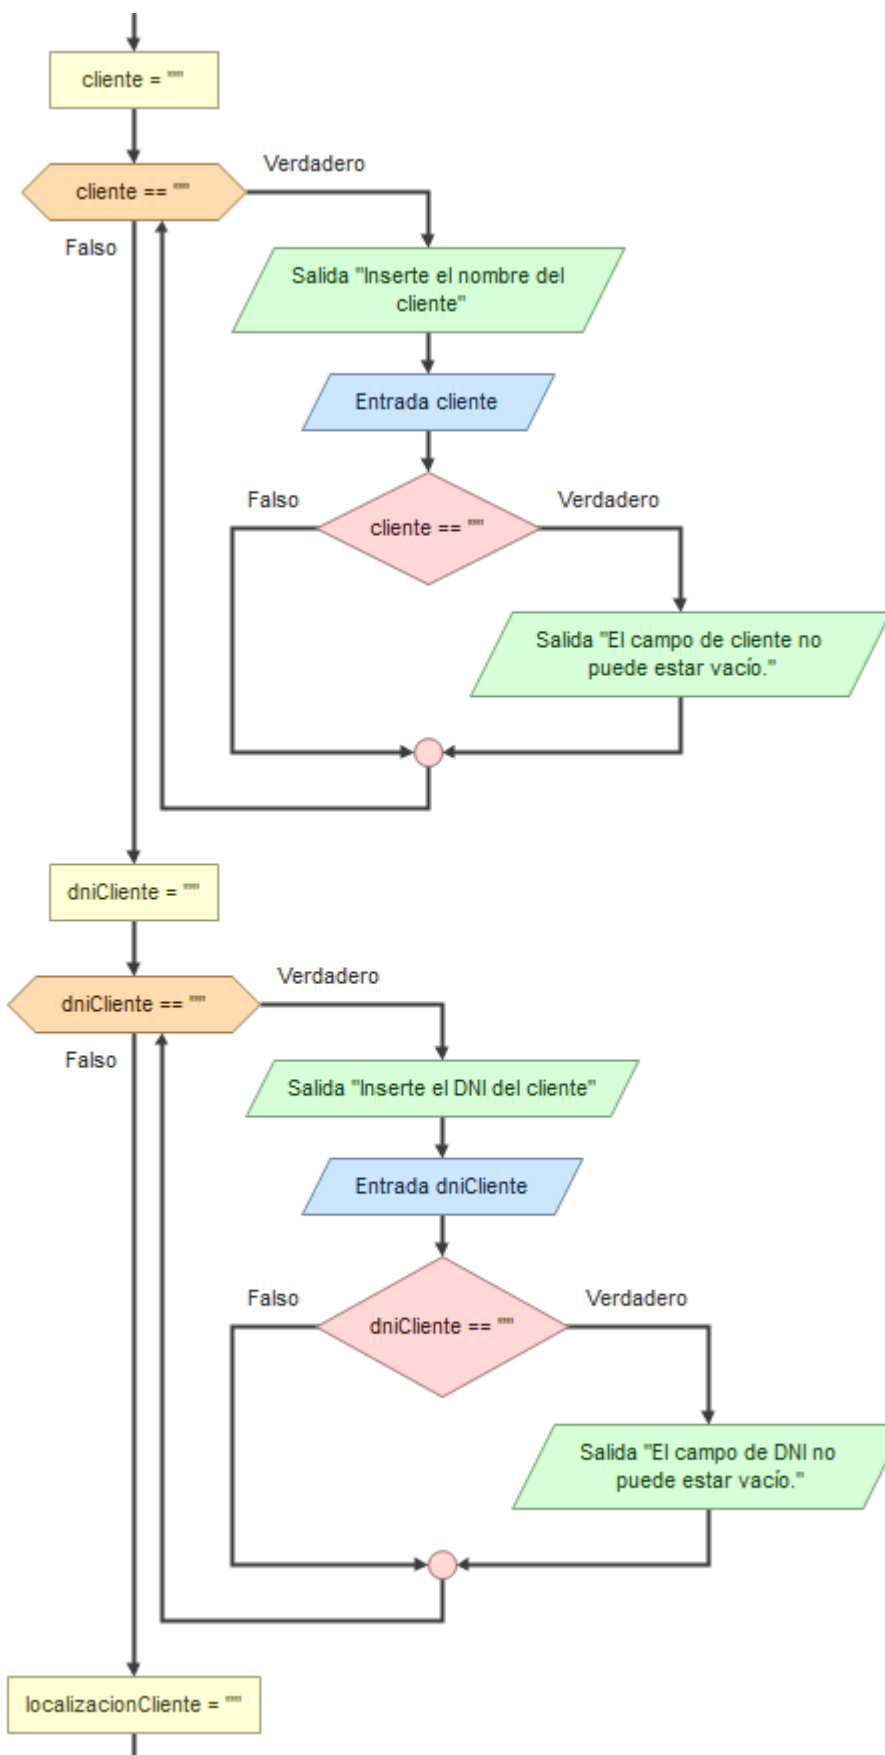 cliente = ""
cliente == ""
Verdadero
Falso
Salida "Inserte el nombre del
cliente"
Entrada cliente
Falso
Verdadero
cliente == ""
Salida "El campo de cliente no
puede estar vacío."
dniCliente = ""
dniCliente == ""
Verdadero
Falso
Salida "Inserte el DNI del cliente"
Entrada dniCliente
Falso
Verdadero
dniCliente == ""
Salida "El campo de DNI no
puede estar vacío."
localizacionCliente = ""